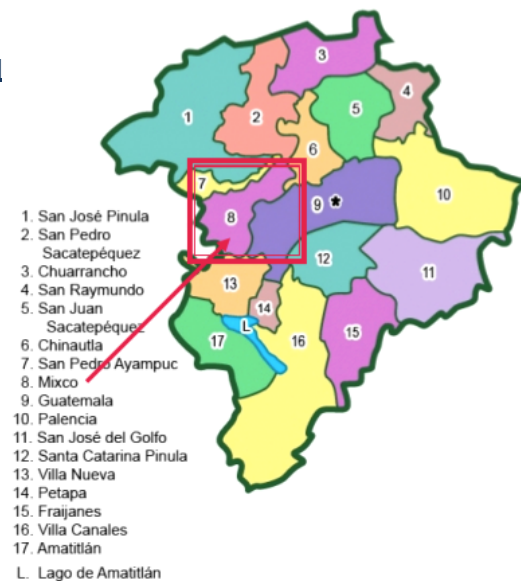 3
4
1
2
5
6
7
8
9 *
10
12
11
13
14
L
17
16
15
1. San José Pinula
2. San Pedro
Sacatepéquez
3. Chuarrancho
4. San Raymundo
5. San Juan
Sacatepéquez
6. Chinautla
7. San Pedro Ayampuc
8. Mixco
9. Guatemala
10. Palencia
11. San José del Golfo
12. Santa Catarina Pinula
13. Villa Nueva
14. Petapa
15. Fraijanes
16. Villa Canales
17. Amatitlán
L. Lago de Amatitlán